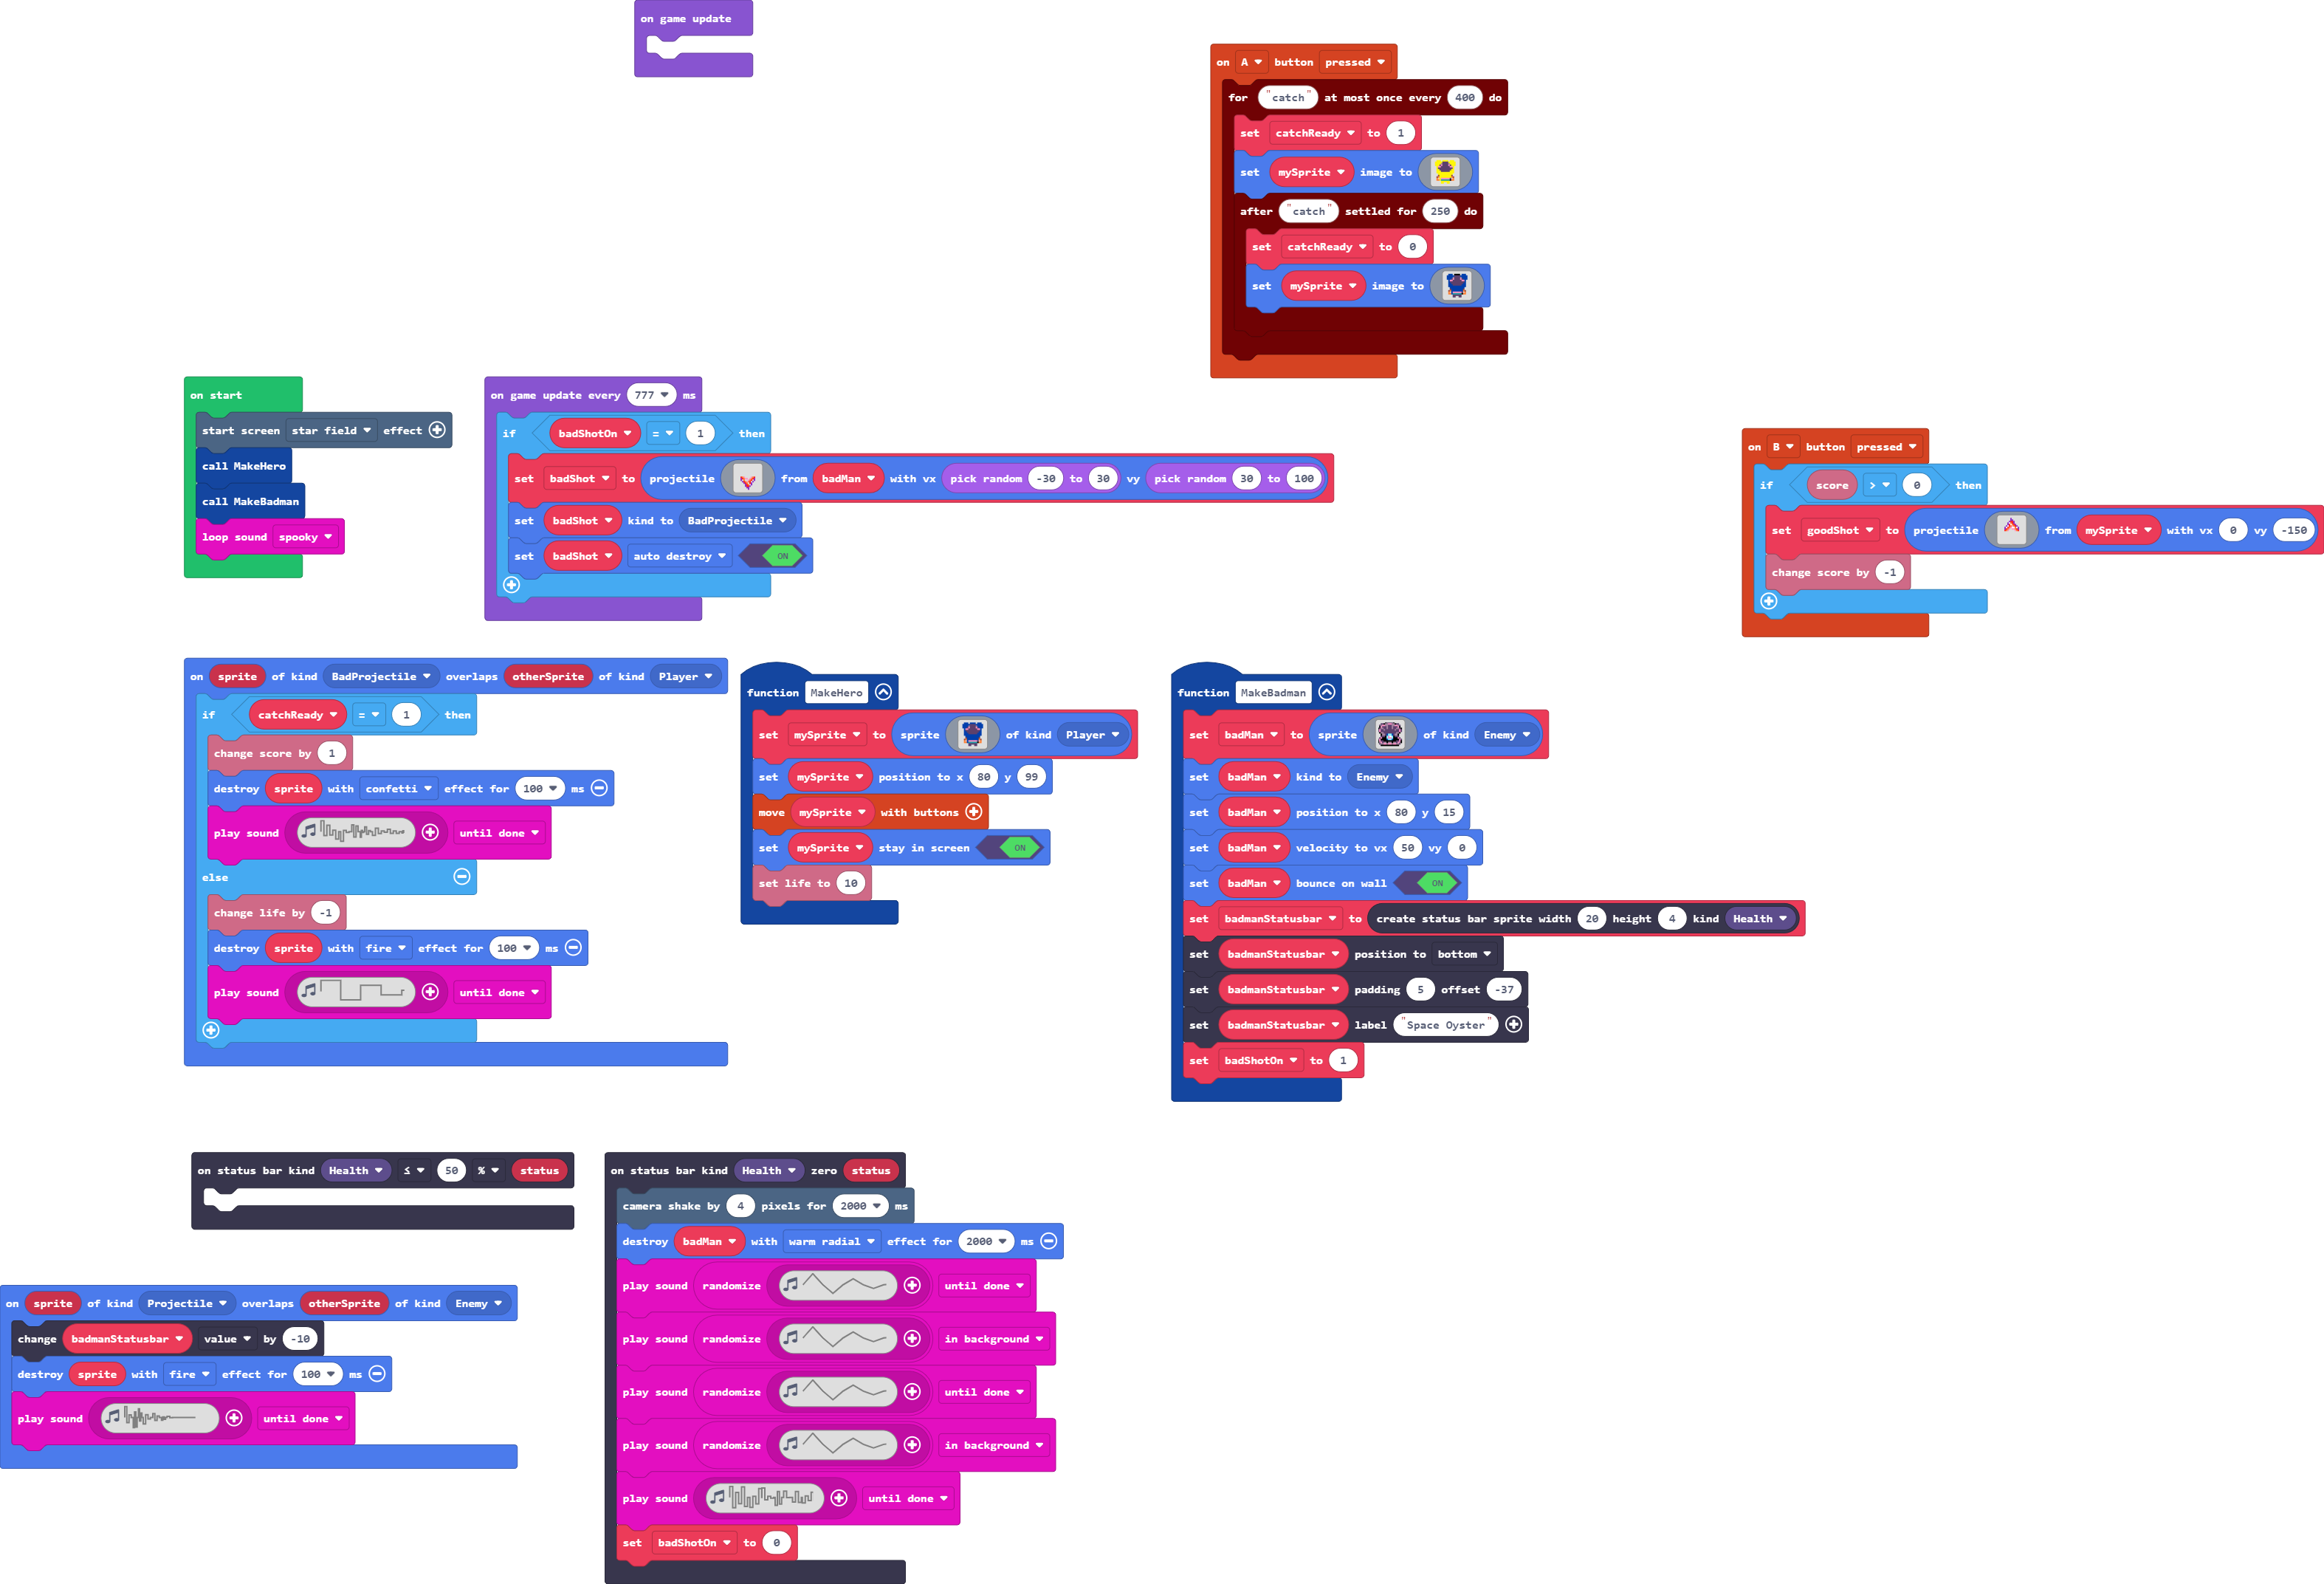 on game update
on A button pressed
for "catch" at most once every 400 do
set catchReady to 1
set mySprite image to
after "catch" settled for 250 do
set catchReady to 0
set mySprite image to
on start
start screen star field effect
call MakeHero
call MakeBadman
loop sound spooky
on game update every 777 ms
if badShotOn = 1 then
set badShot to projectile from badMan with vx pick random -30 to 30 vy pick random 30 to 100
set badShot kind to BadProjectile
set badShot auto destroy ON
on B button pressed
if score > 0 then
set goodShot to projectile from mySprite with vx 0 vy -150
change score by -1
on sprite of kind BadProjectile overlaps otherSprite of kind Player
if catchReady = 1 then
change score by 1
destroy sprite with confetti effect for 100 ms
play sound until done
else
change life by -1
destroy sprite with fire effect for 100 ms
play sound until done
function MakeHero
set mySprite to sprite of kind Player
set mySprite position to x 80 y 99
move mySprite with buttons
set mySprite stay in screen ON
set life to 10
function MakeBadman
set badMan to sprite of kind Enemy
set badMan kind to Enemy
set badMan position to x 80 y 15
set badMan velocity to vx 50 vy 0
set badMan bounce on wall ON
set badmanStatusbar to create status bar sprite width 20 height 4 kind Health
set badmanStatusbar position to bottom
set badmanStatusbar padding 5 offset -37
set badmanStatusbar label "Space Oyster"
set badShotOn to 1
on status bar kind Health ≤ 50 % status
on status bar kind Health zero status
camera shake by 4 pixels for 2000 ms
destroy badMan with warm radial effect for 2000 ms
play sound randomize until done
play sound randomize in background
play sound randomize until done
play sound randomize in background
play sound until done
set badShotOn to 0
on sprite of kind Projectile overlaps otherSprite of kind Enemy
change badmanStatusbar value by -10
destroy sprite with fire effect for 100 ms
play sound until done